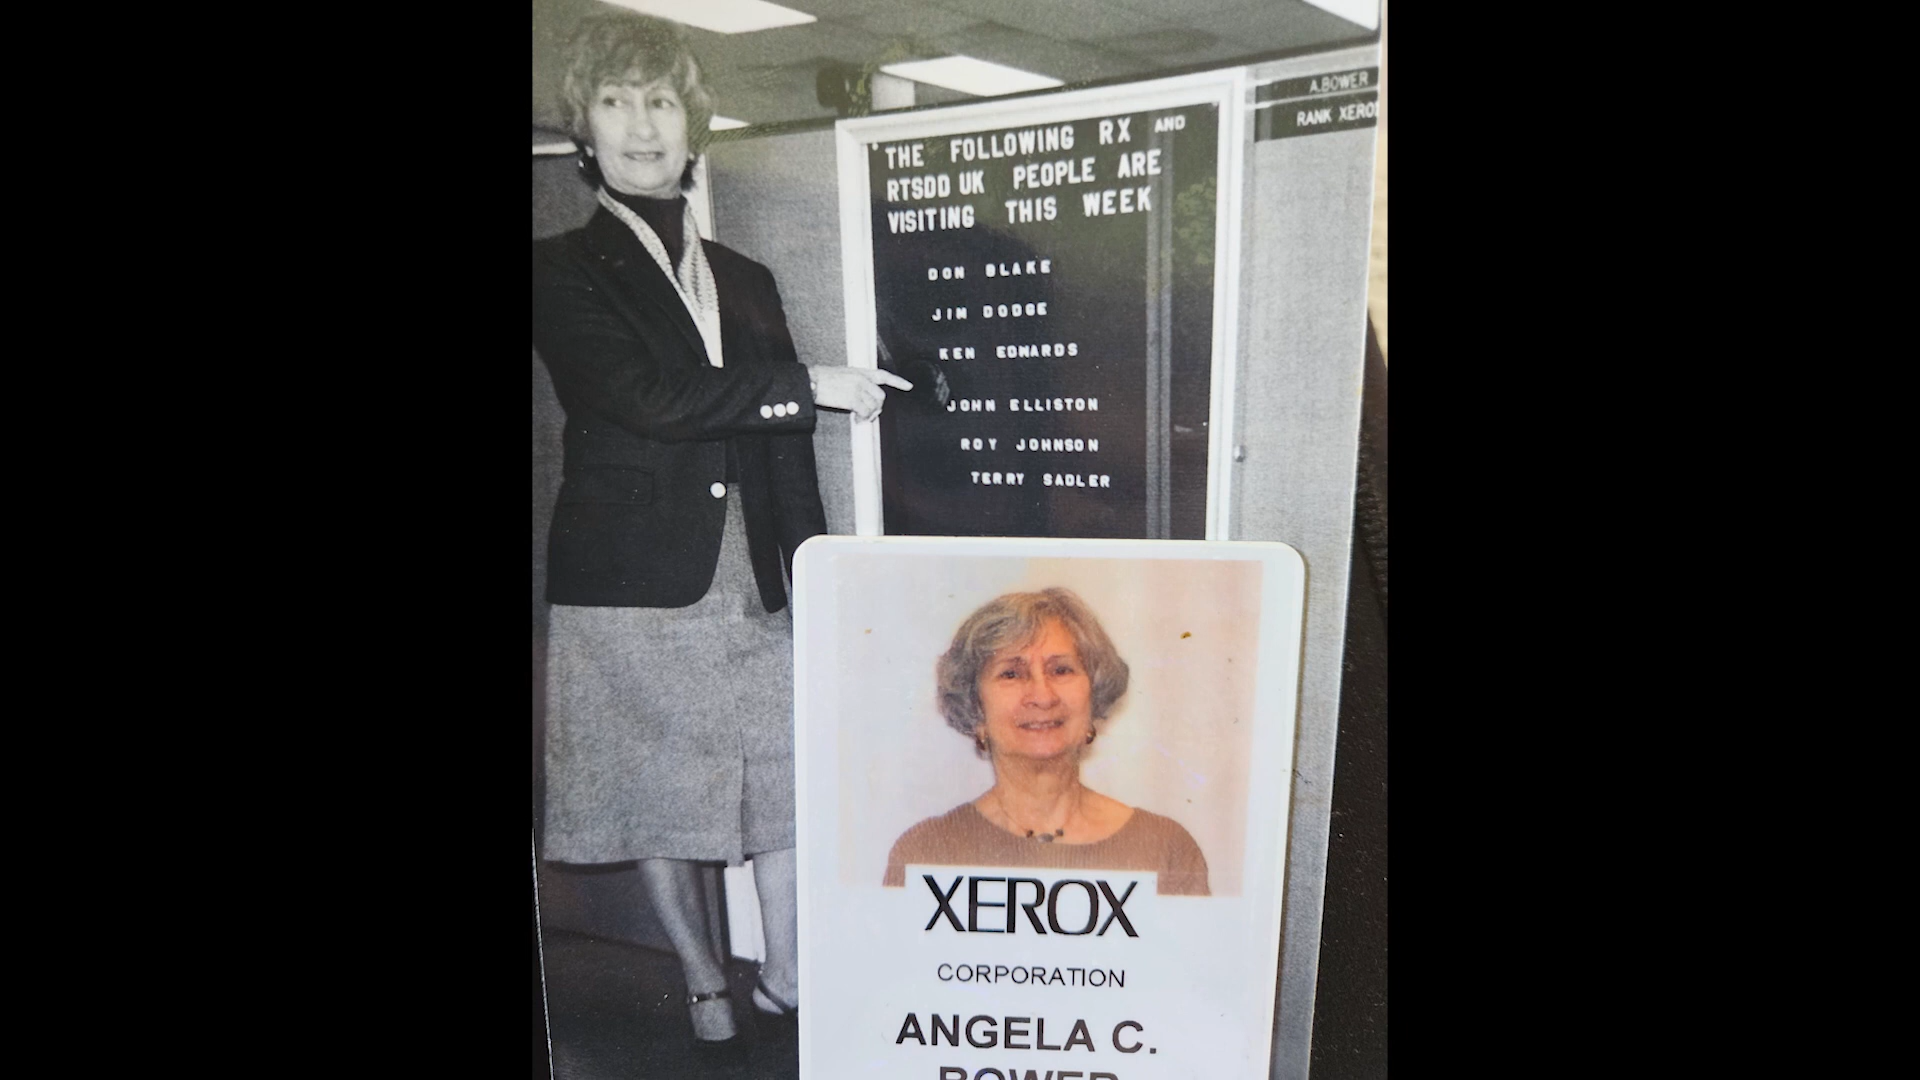 A.BOWER
RANK XERO
THE FOLLOWING RX AND
RTSDD UK PEOPLE ARE
VISITING THIS WEEK
DON BLAKE
JIM DODGE
KEN EDWARDS
JOHN ELLISTON
ROY JOHNSON
TERRY SADLER
XEROX
CORPORATION
ANGELA C.
BOWER